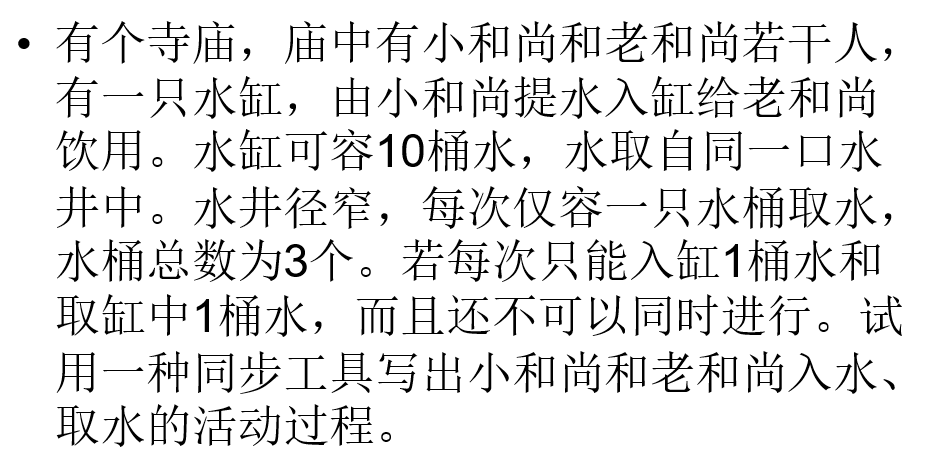 • 有个寺庙，庙中有小和尚和老和尚若干人，
有一只水缸，由小和尚提水入缸给老和尚
饮用。水缸可容10桶水，水取自同一口水
井中。水井径窄，每次仅容一只水桶取水，
水桶总数为3个。若每次只能入缸1桶水和
取缸中1桶水，而且还不可以同时进行。试
用一种同步工具写出小和尚和老和尚入水、
取水的活动过程。